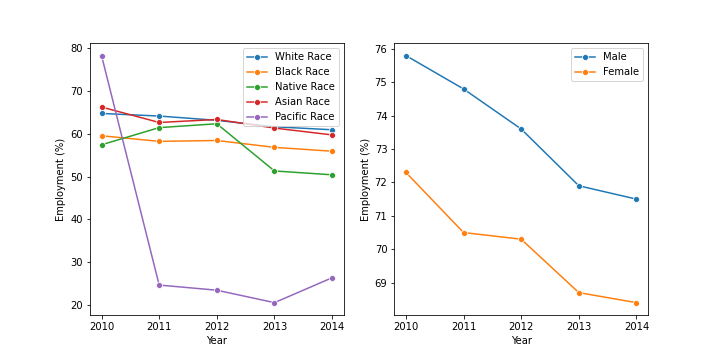 80
70
60
50
40
30
20
Employment (%)
2010 2011 2012 2013 2014
Year
White Race
Black Race
Native Race
Asian Race
Pacific Race
76
75
74
73
72
71
70
69
Employment (%)
2010 2011 2012 2013 2014
Year
Male
Female